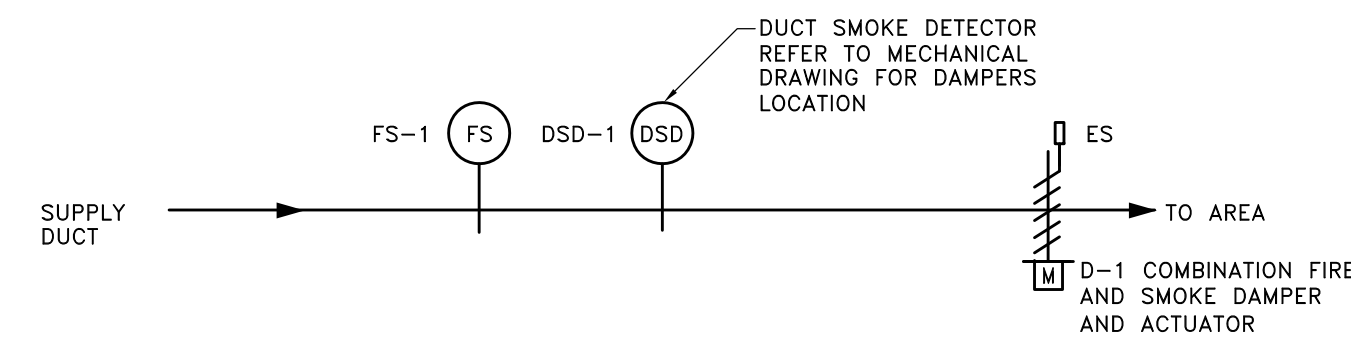 DUCT SMOKE DETECTOR
REFER TO MECHANICAL
DRAWING FOR DAMPERS
LOCATION
FS-1
FS
DSD-1
DSD
ES
SUPPLY
DUCT
TO AREA
M
D-1 COMBINATION FIRE
AND SMOKE DAMPER
AND ACTUATOR